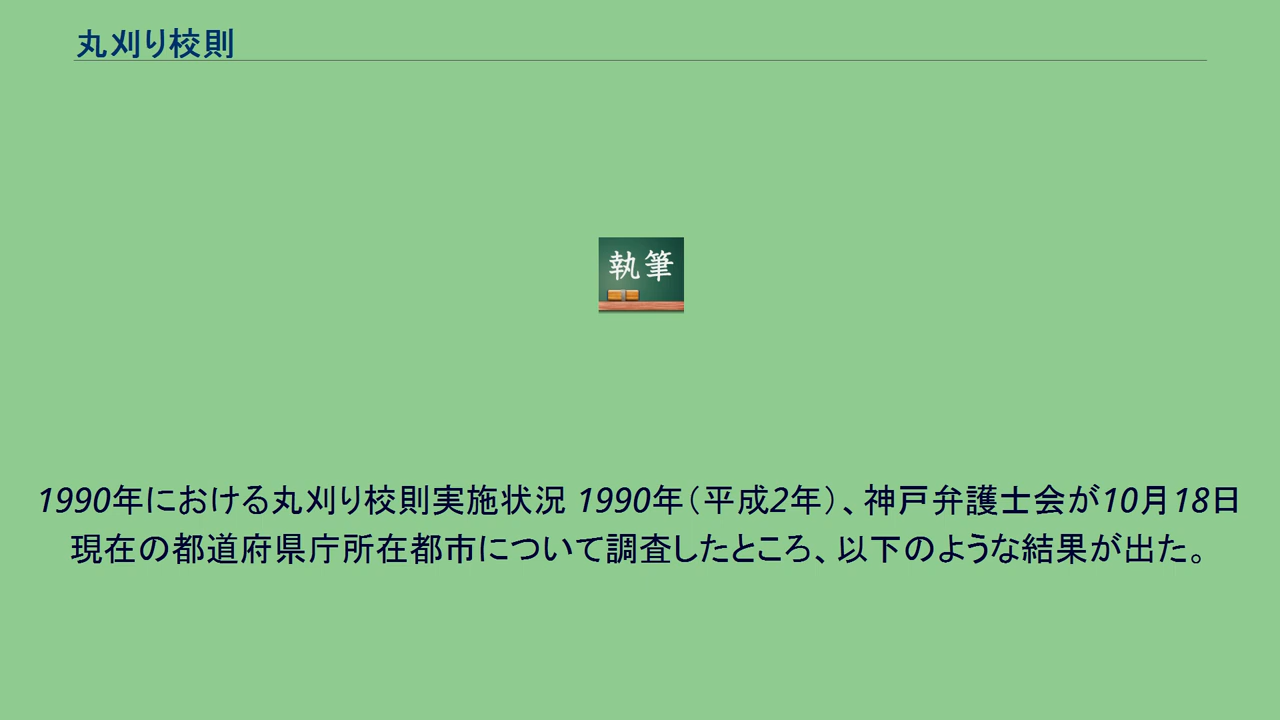 丸刈り校則
執筆
1990年における丸刈り校則実施状況 1990年（平成2年）、神戸弁護士会が10月18日
現在の都道府県庁所在都市について調査したところ、以下のような結果が出た。